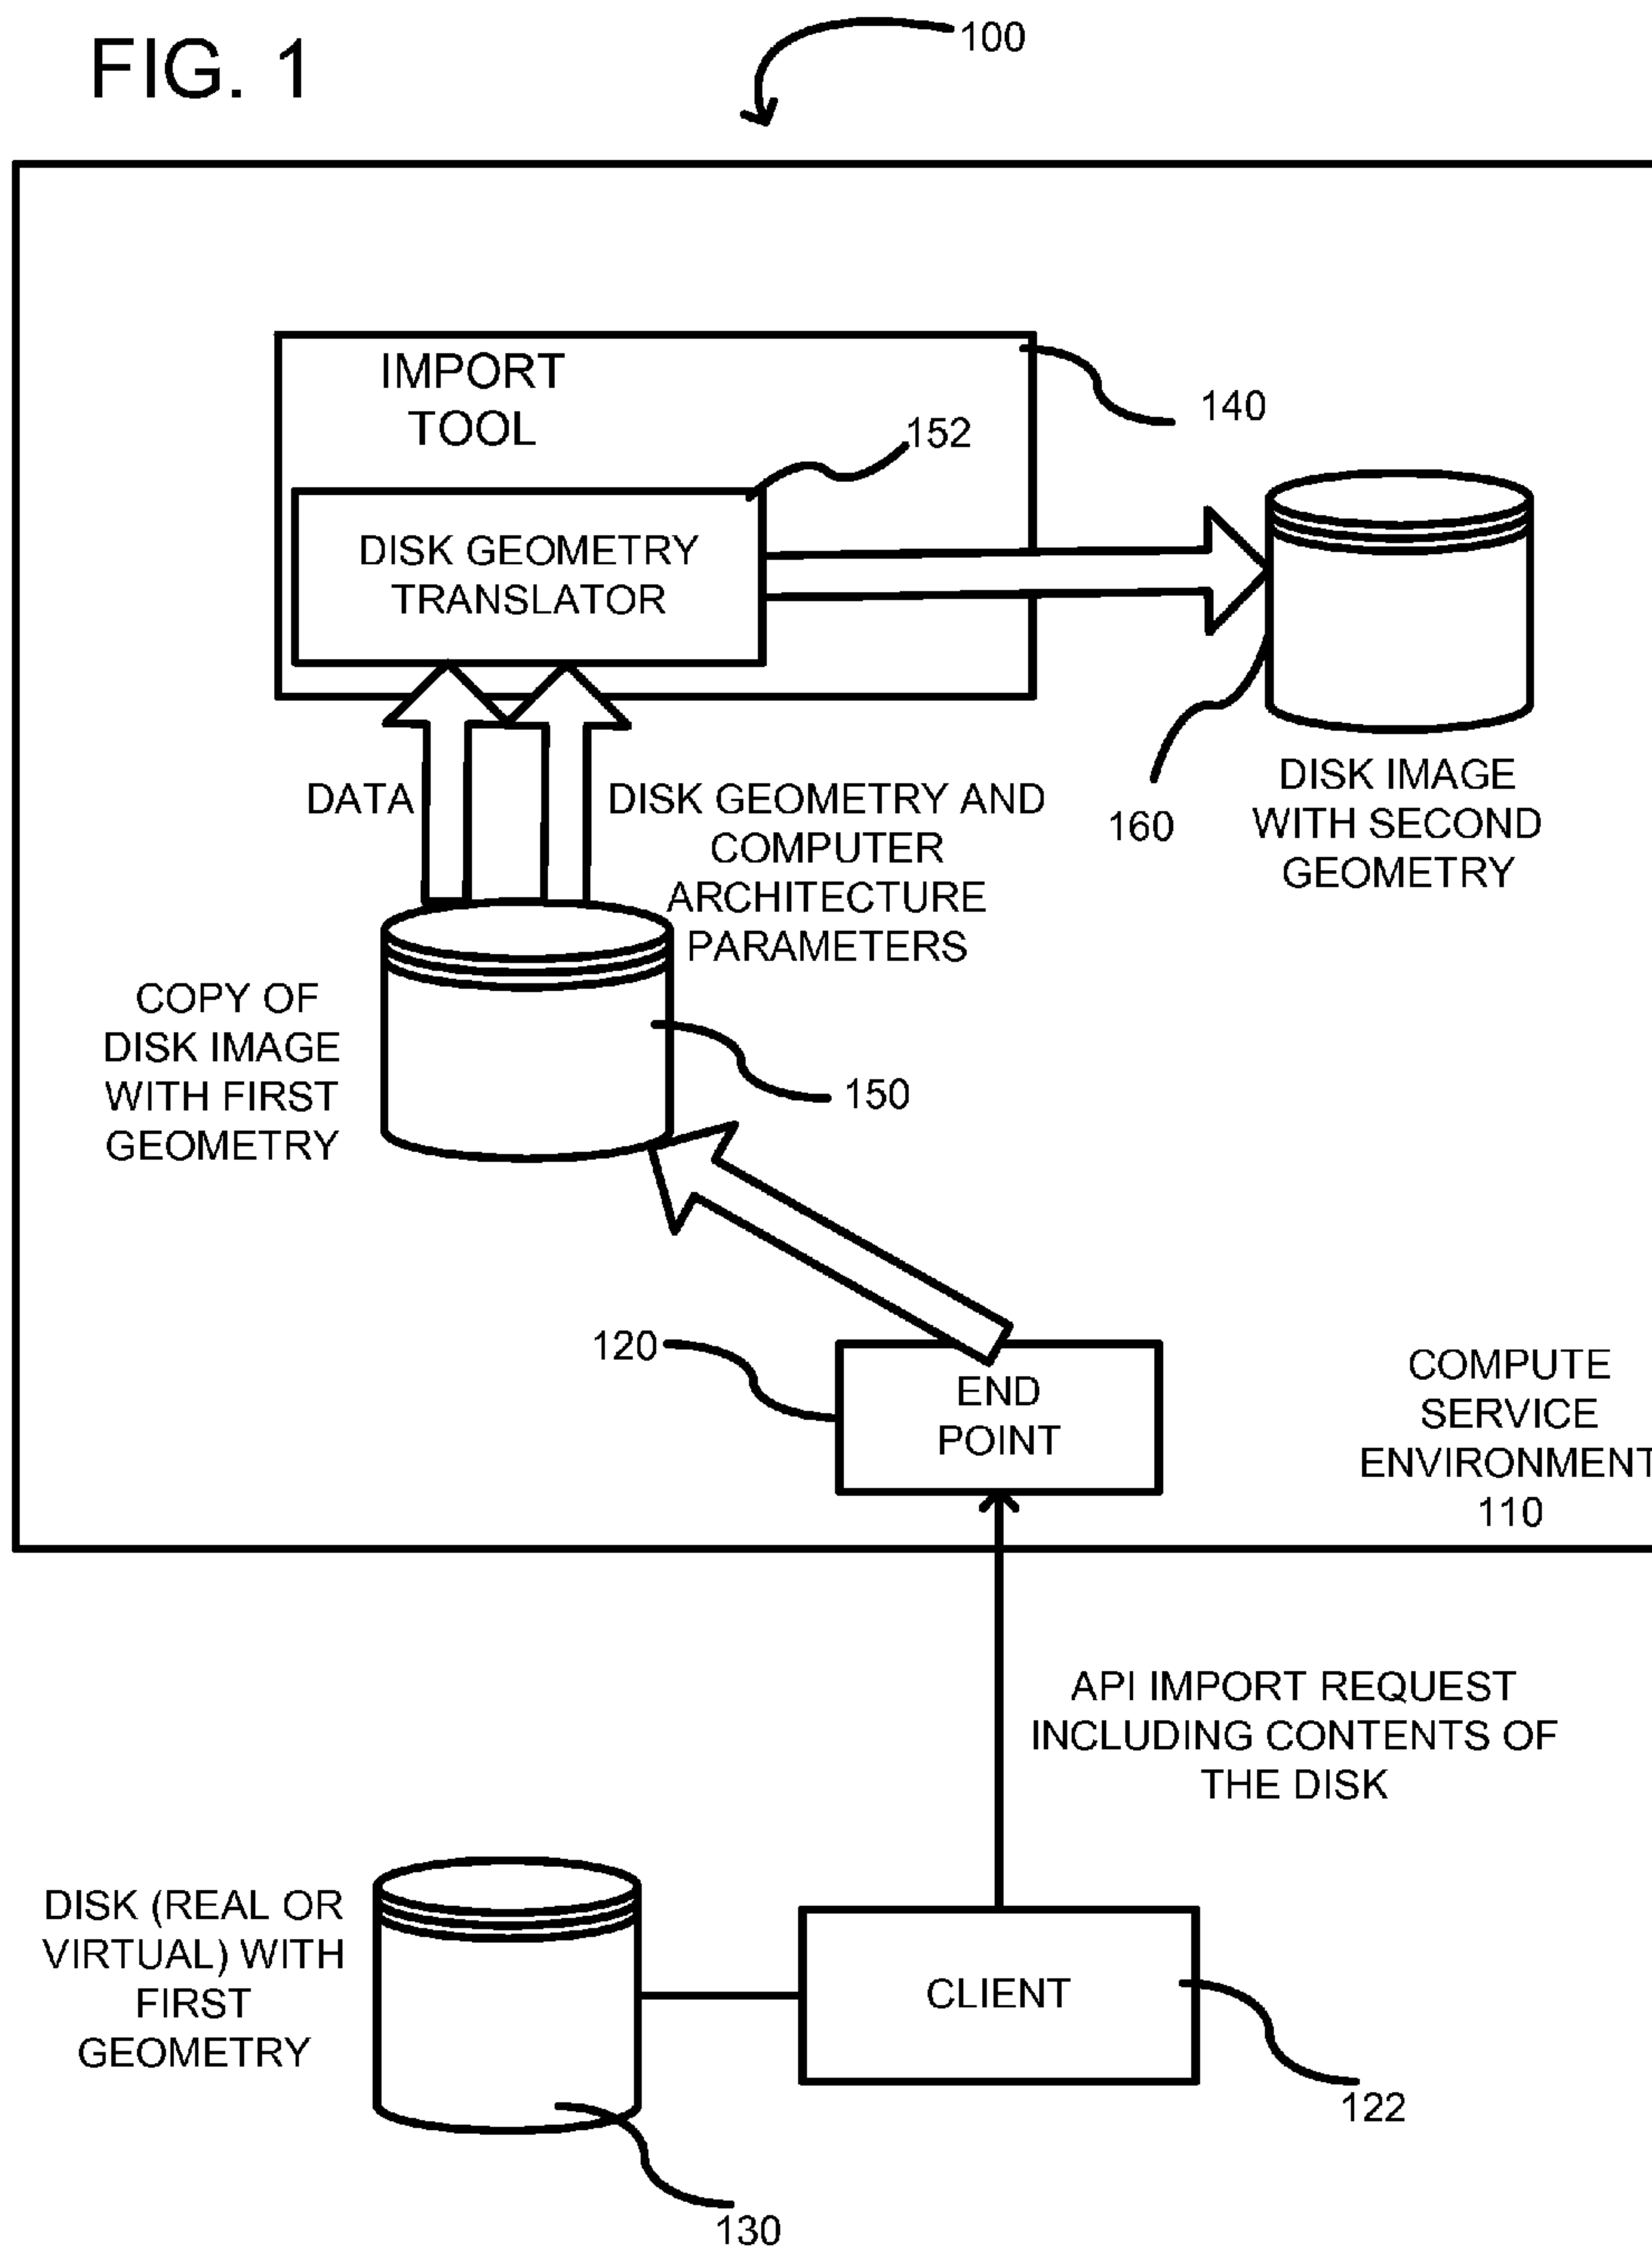 FIG. 1
100
IMPORT
TOOL
140
152
DISK GEOMETRY
TRANSLATOR
DATA
DISK GEOMETRY AND
COMPUTER
ARCHITECTURE
PARAMETERS
160
DISK IMAGE
WITH SECOND
GEOMETRY
COPY OF
DISK IMAGE
WITH FIRST
GEOMETRY
150
120
END
POINT
COMPUTE
SERVICE
ENVIRONMENT
110
API IMPORT REQUEST
INCLUDING CONTENTS OF
THE DISK
DISK (REAL OR
VIRTUAL) WITH
FIRST
GEOMETRY
CLIENT
122
130